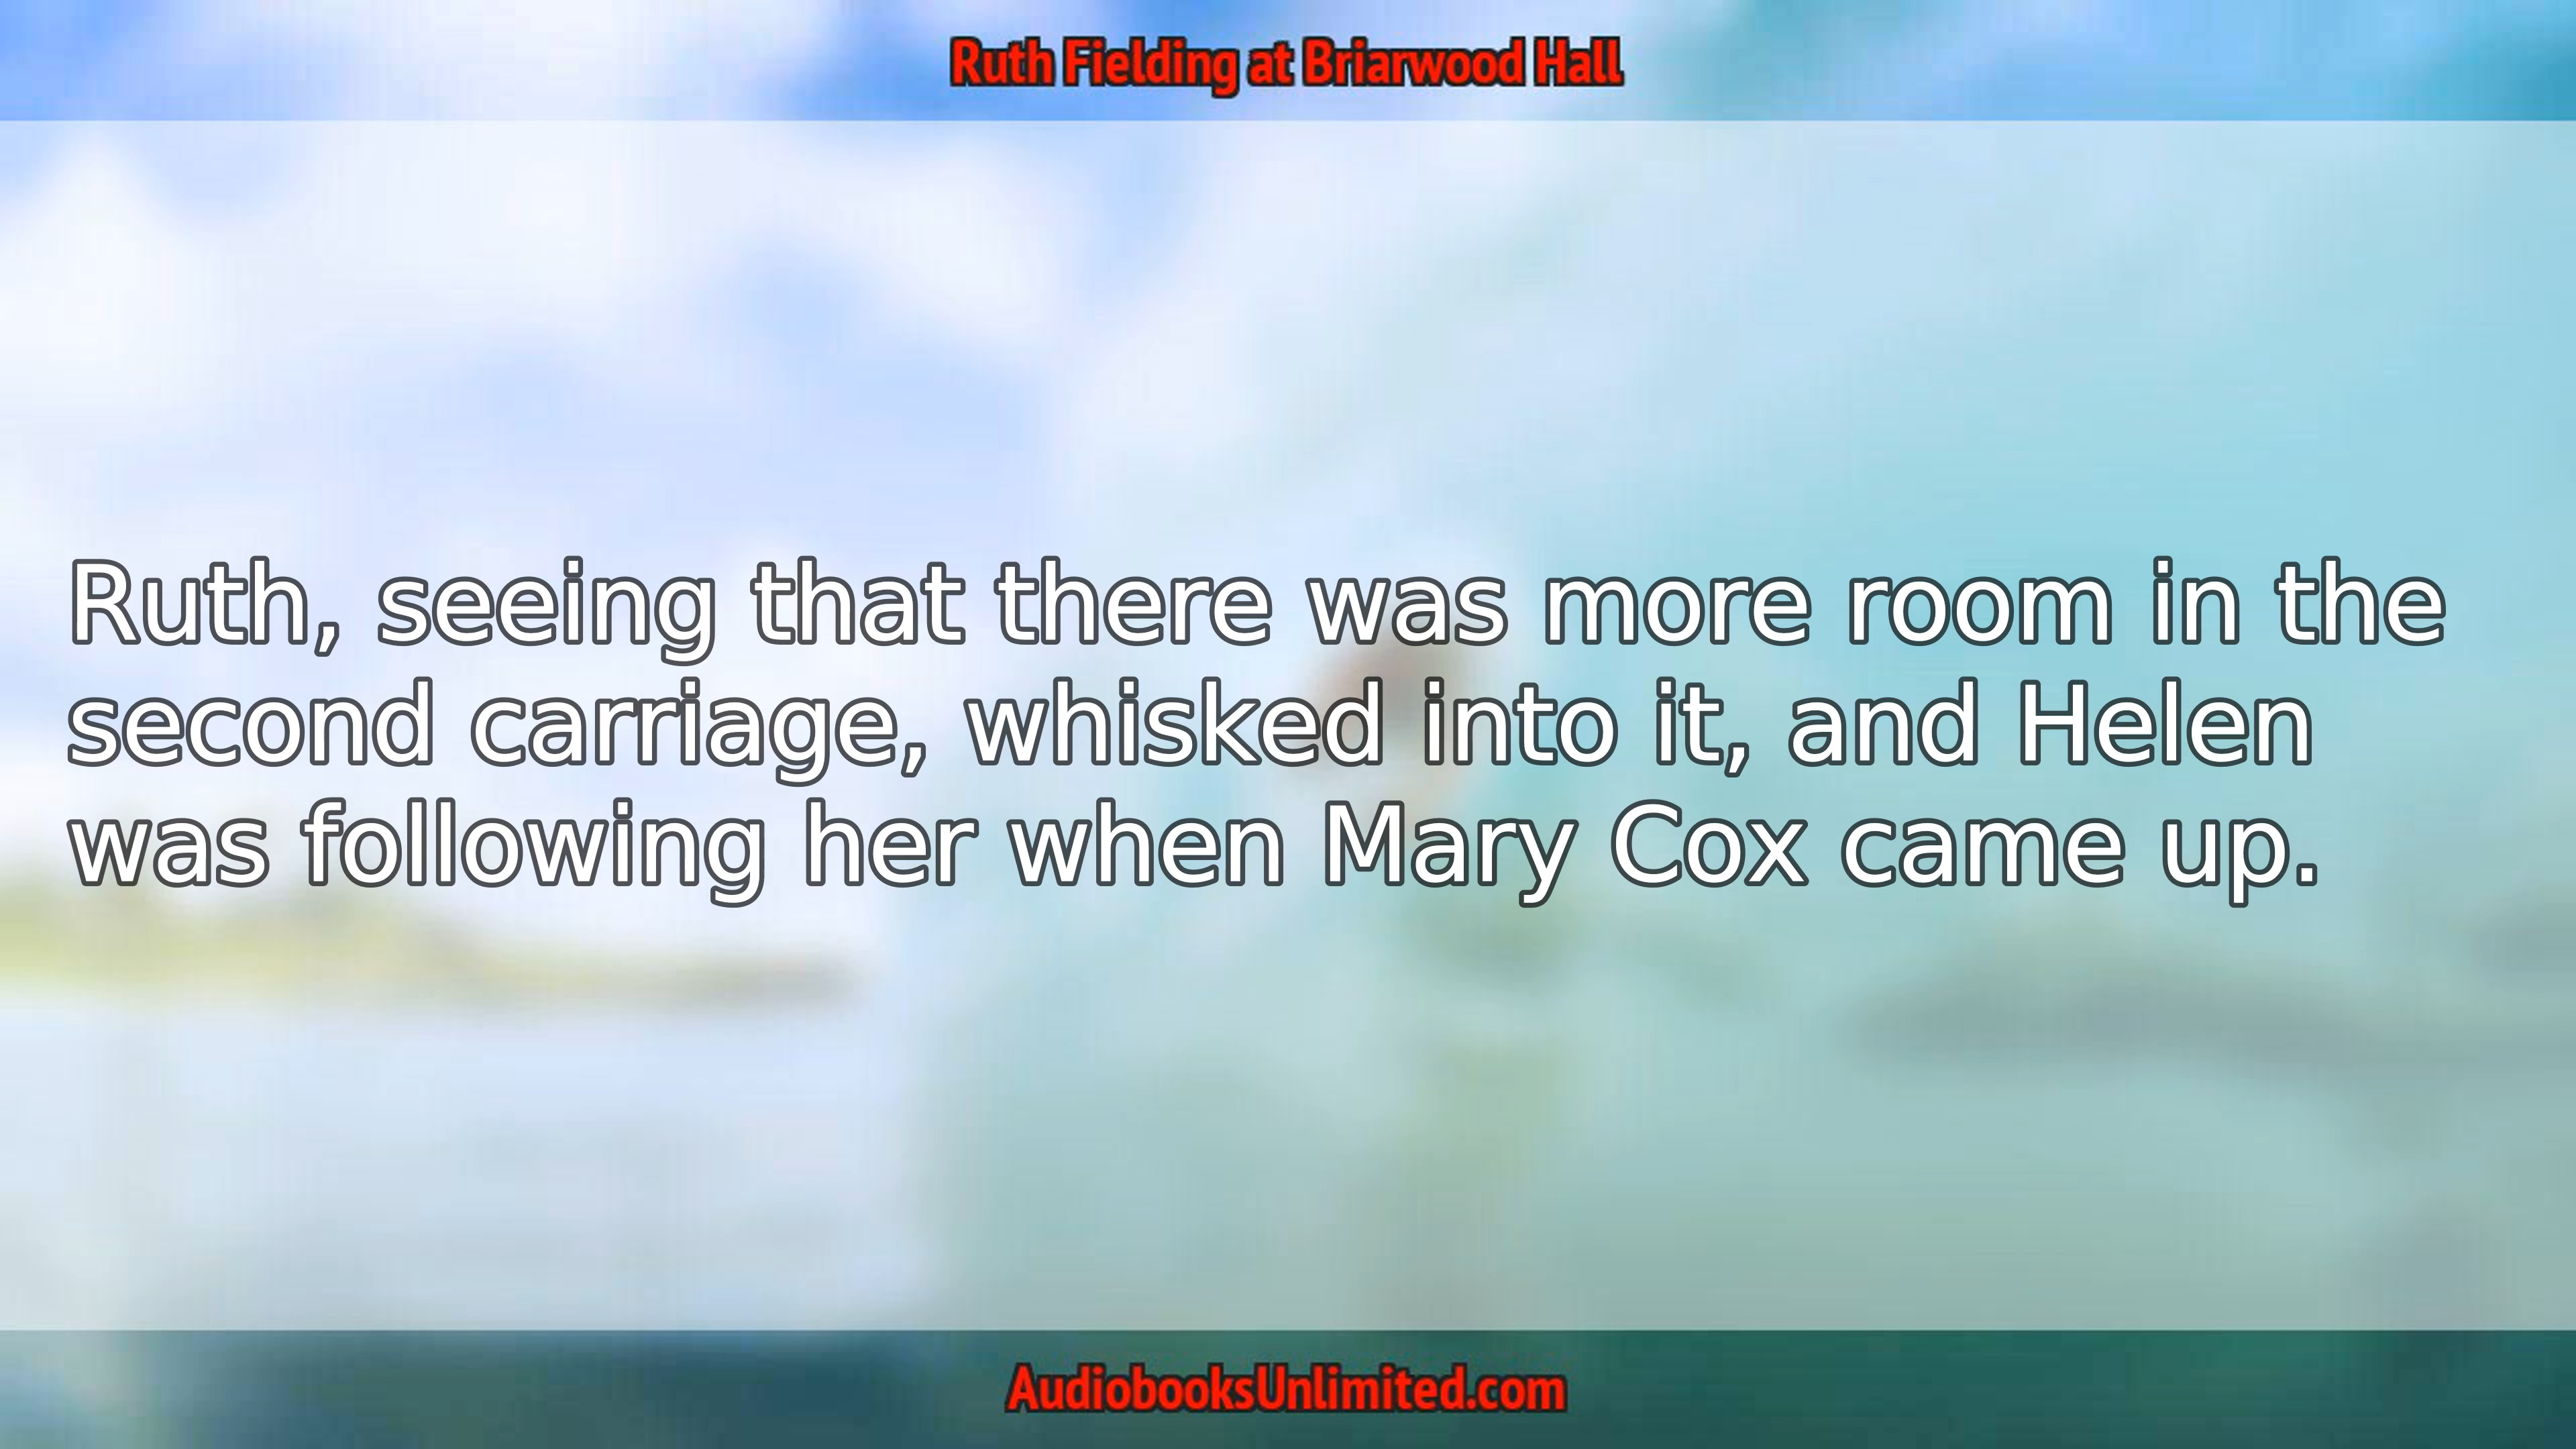 Ruth Fielding at Briarwood Hall
Ruth, seeing that there was more room in the
second carriage, whisked into it, and Helen
was following her when Mary Cox came up.
AudiobooksUnlimited.com